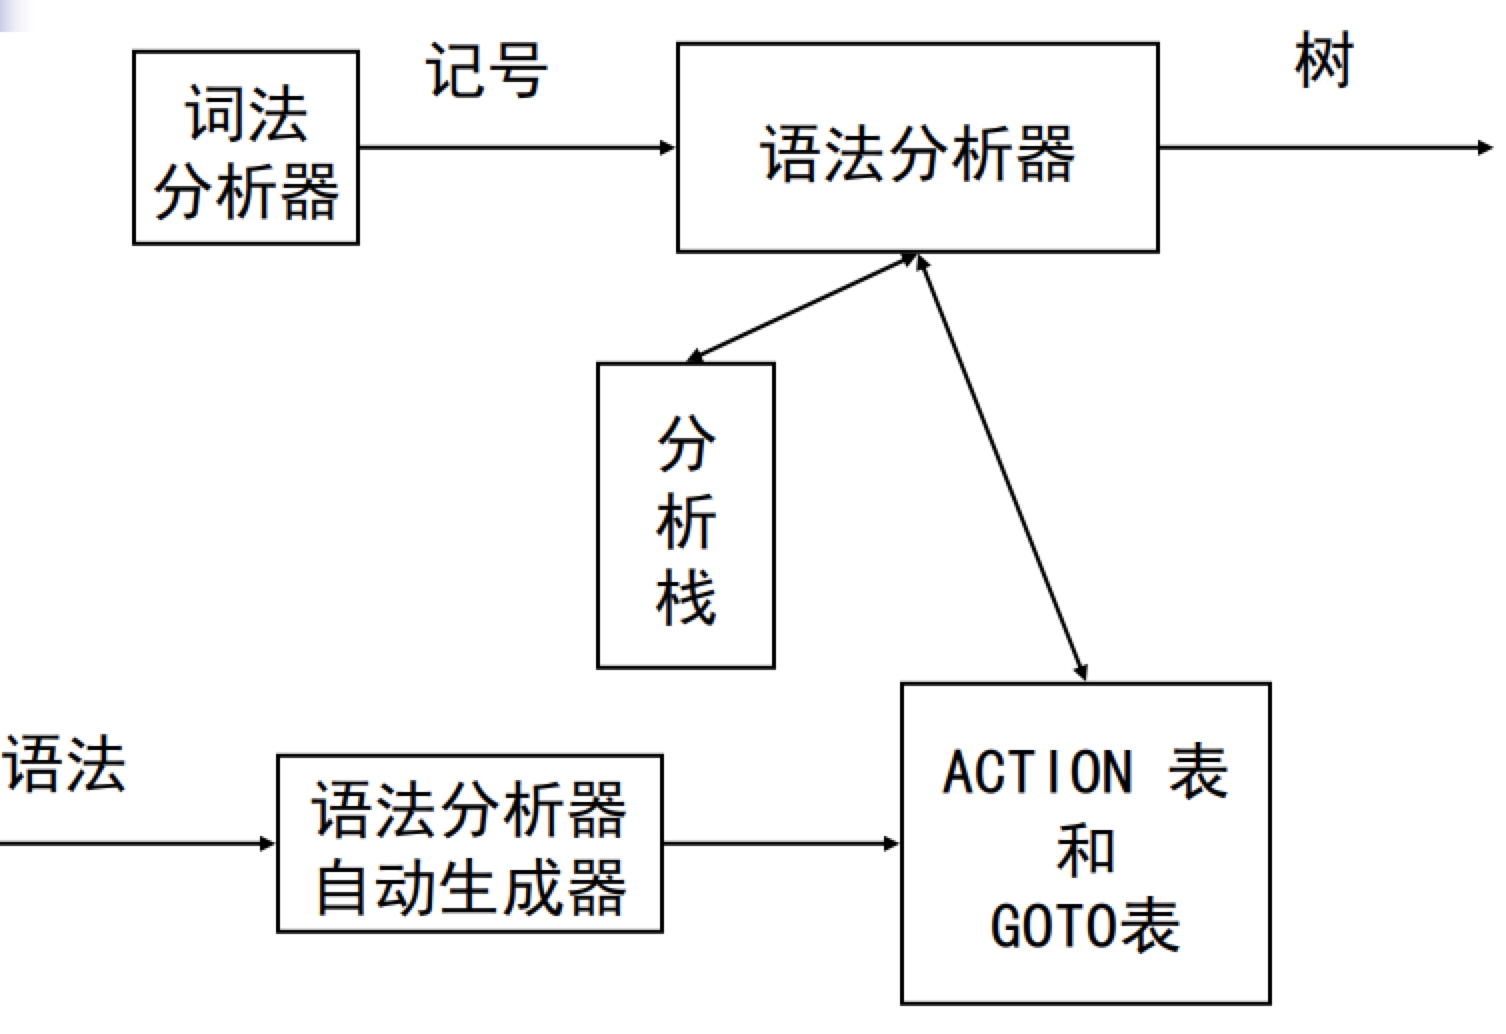 词法
分析器
记号
语法分析器
树
分
析
栈
语法
语法分析器
自动生成器
ACTION 表
和
GOTO表